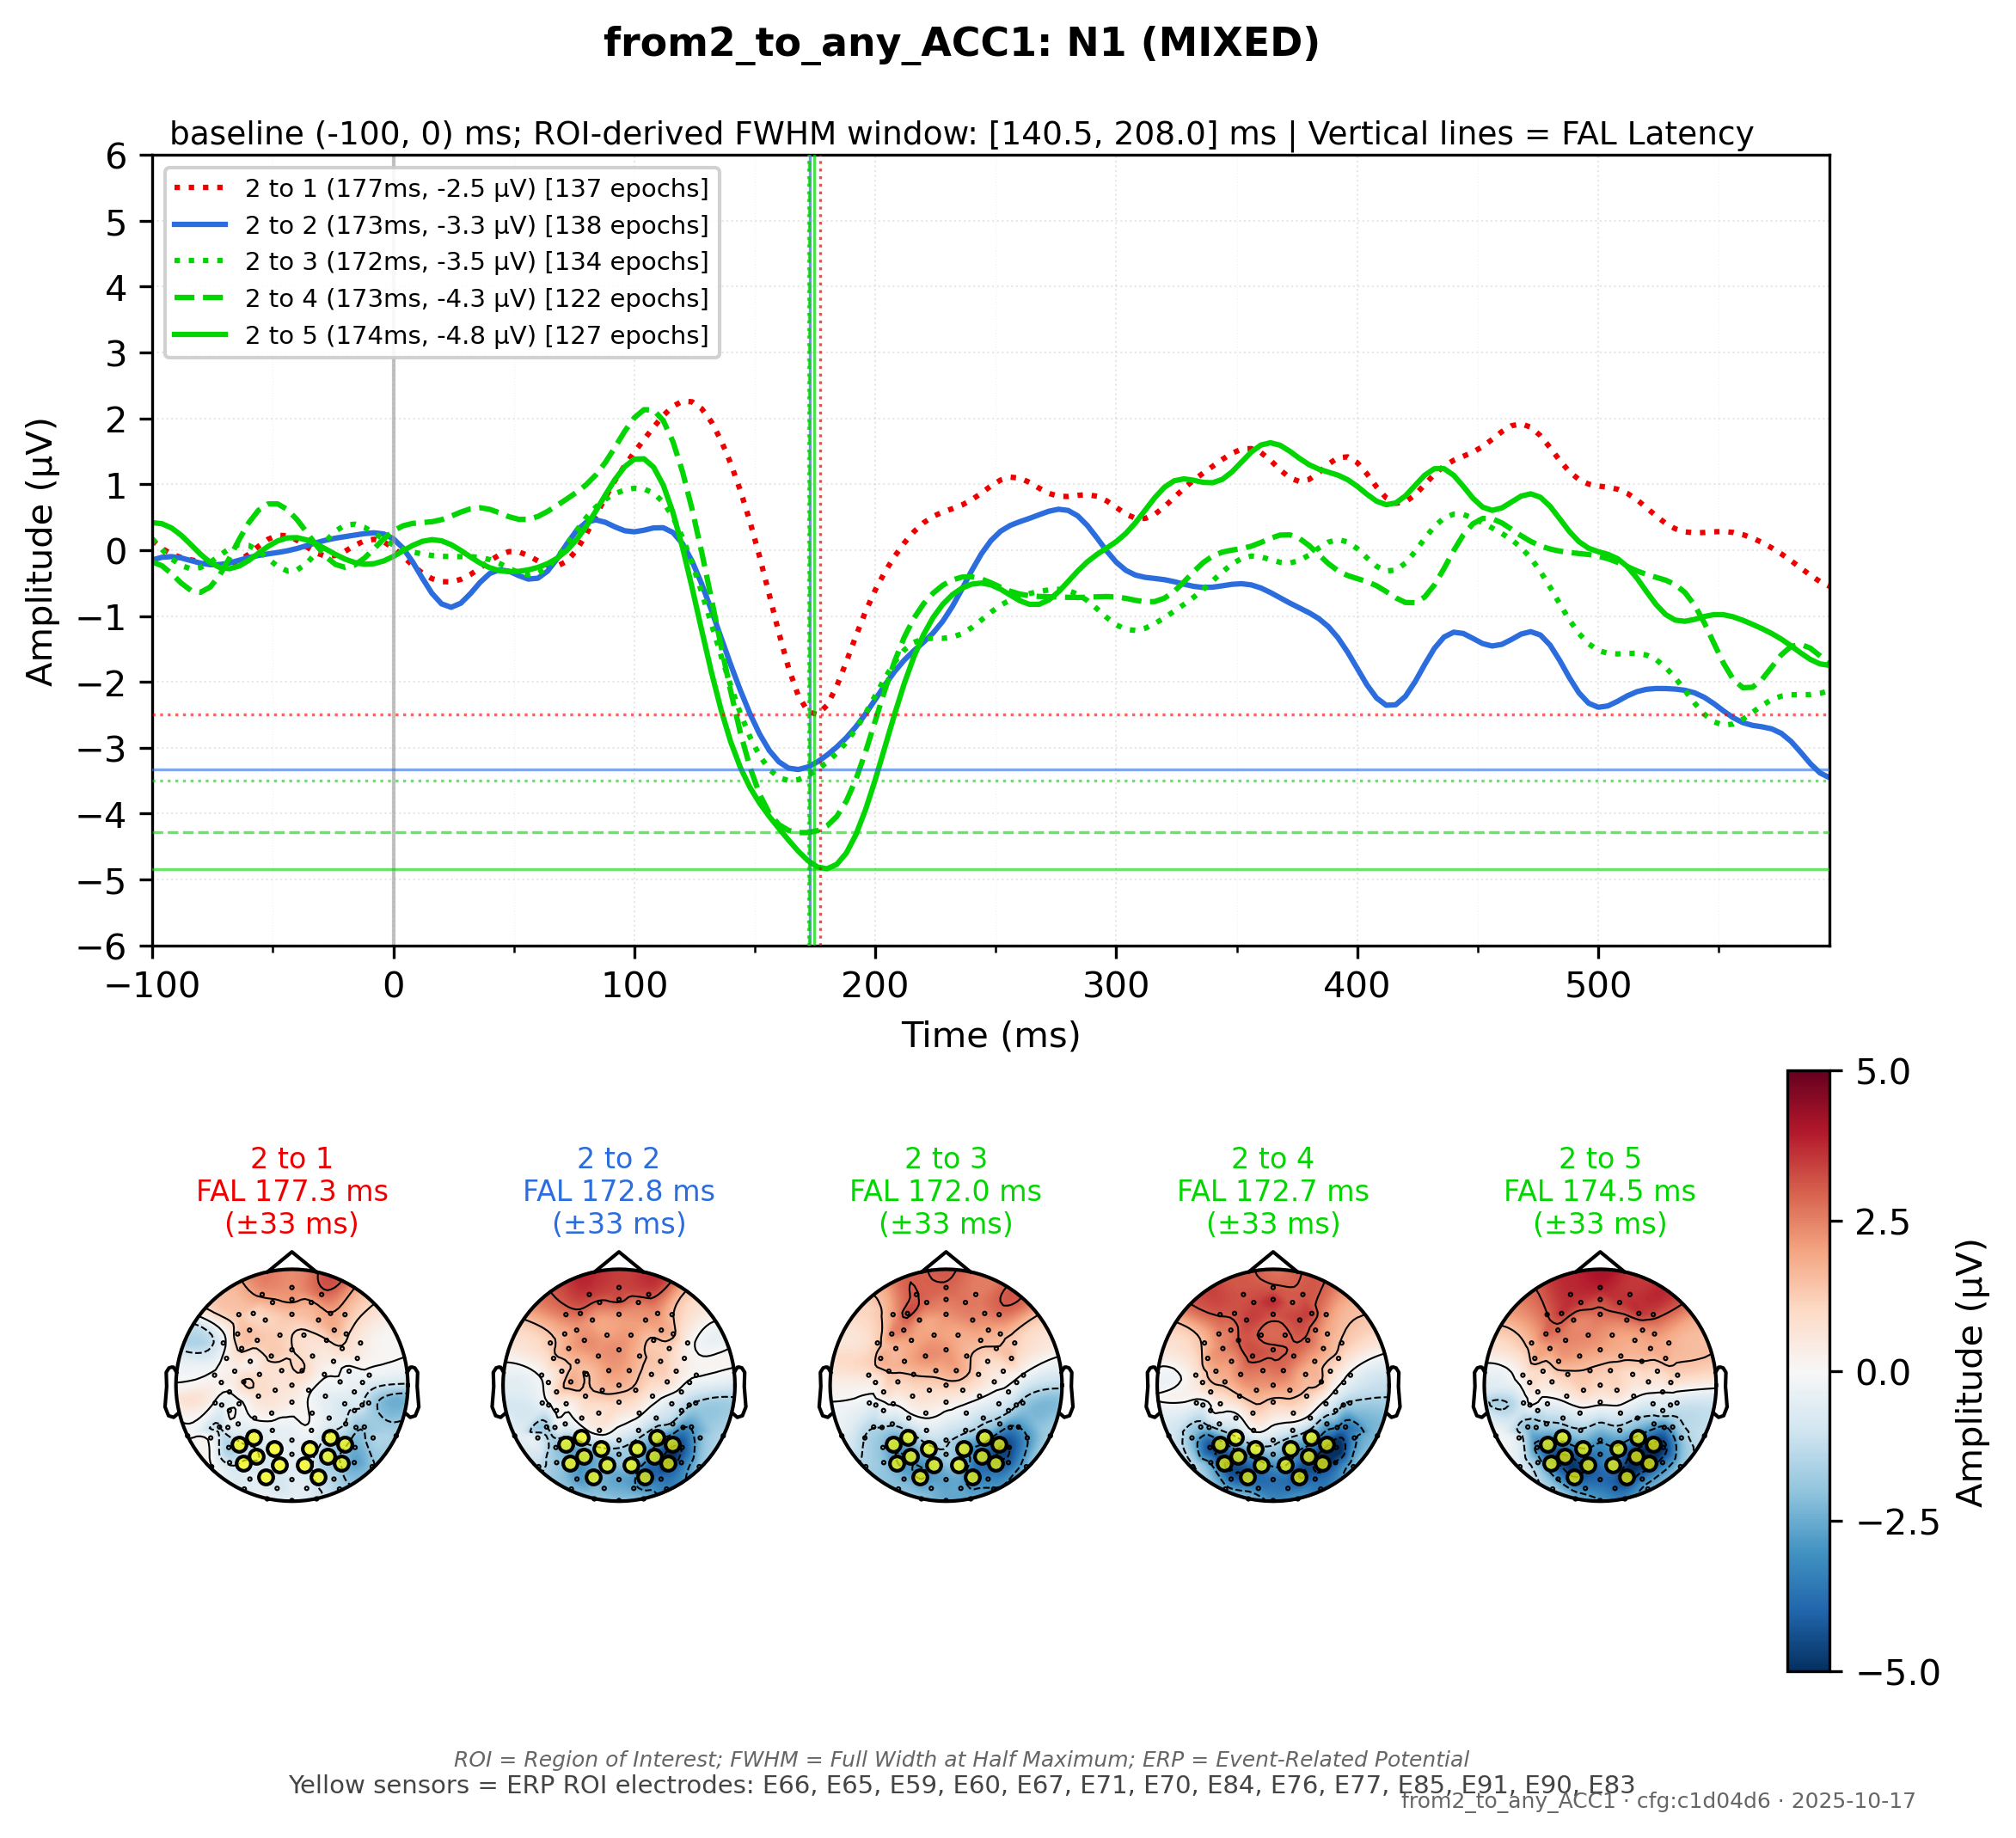 from2_to_any_ACC1: N1 (MIXED)
baseline (-100, 0) ms; ROI-derived FWHM window: [140.5, 208.0] ms | Vertical lines = FAL Latency
2 to 1 (177ms, -2.5 µV) [137 epochs]
2 to 2 (173ms, -3.3 µV) [138 epochs]
2 to 3 (172ms, -3.5 µV) [134 epochs]
2 to 4 (173ms, -4.3 µV) [122 epochs]
2 to 5 (174ms, -4.8 µV) [127 epochs]
Amplitude (µV)
6
5
4
3
2
1
0
−1
−2
−3
−4
−5
−6
−100 0 100 200 300 400 500
Time (ms)
2 to 1
FAL 177.3 ms
(±33 ms)
2 to 2
FAL 172.8 ms
(±33 ms)
2 to 3
FAL 172.0 ms
(±33 ms)
2 to 4
FAL 172.7 ms
(±33 ms)
2 to 5
FAL 174.5 ms
(±33 ms)
5.0
2.5
0.0
−2.5
−5.0
Amplitude (µV)
ROI = Region of Interest; FWHM = Full Width at Half Maximum; ERP = Event-Related Potential
Yellow sensors = ERP ROI electrodes: E66, E65, E59, E60, E67, E71, E70, E84, E76, E77, E85, E91, E90, E83
from2_to_any_ACC1 · cfg:c1d04d6 · 2025-10-17